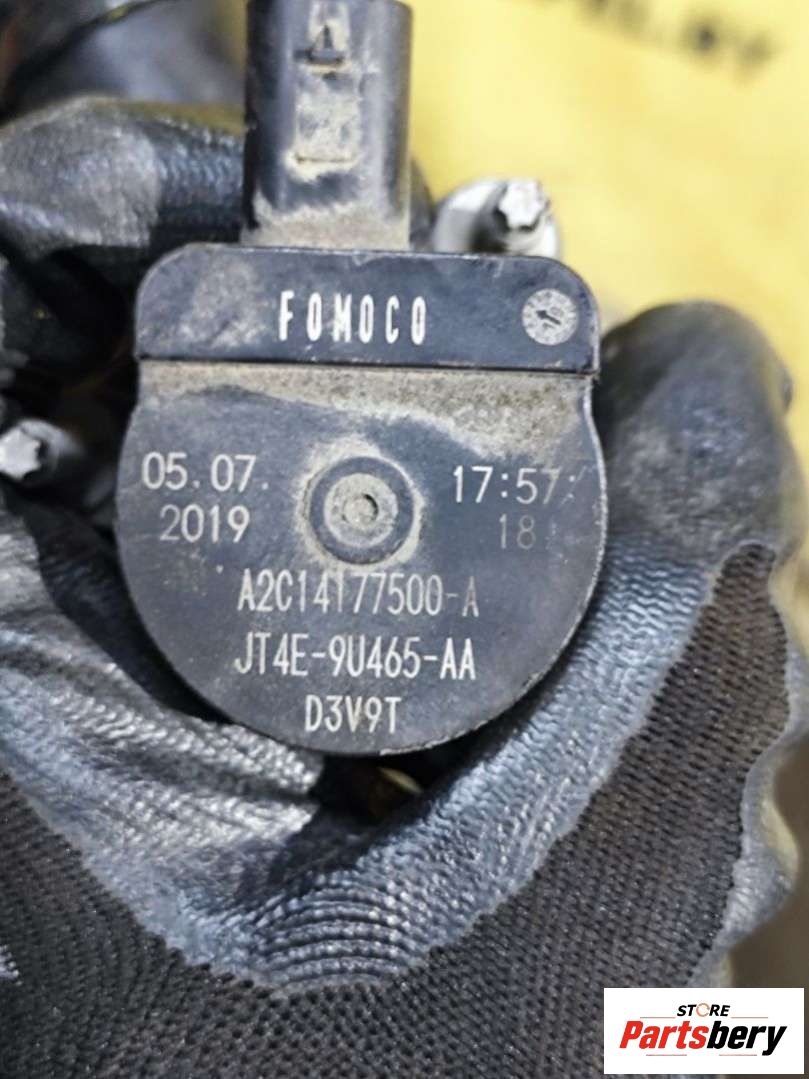 FOMOCO
05.07. 17:57:
2019 18
A2C14177500-A
JT4E-9U465-AA
D3V9T
STORE
Partsbery